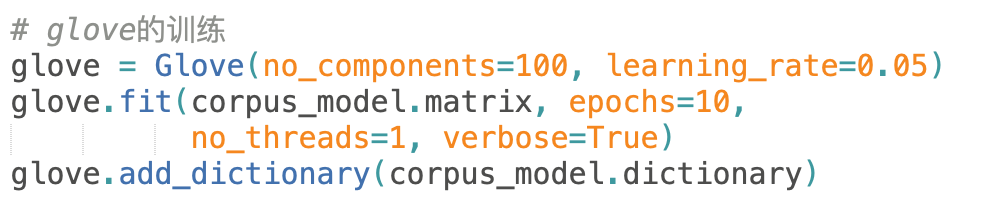 # glove的训练
glove = Glove(no_components=100, learning_rate=0.05)
glove.fit(corpus_model.matrix, epochs=10,
          no_threads=1, verbose=True)
glove.add_dictionary(corpus_model.dictionary)